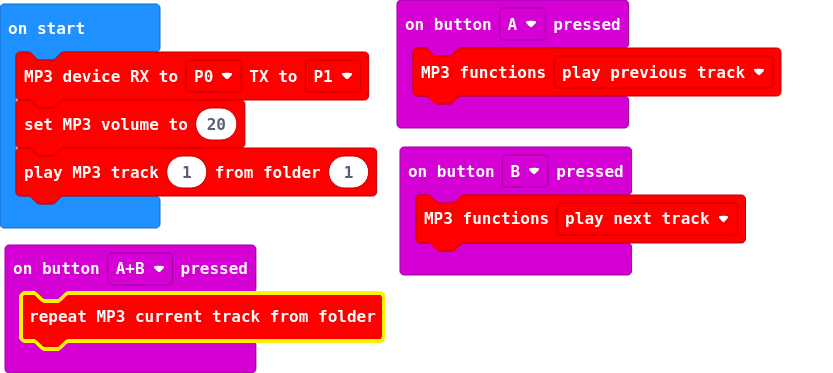 on start
MP3 device RX to P0 TX to P1
set MP3 volume to 20
play MP3 track 1 from folder 1
on button A+B pressed
repeat MP3 current track from folder
on button A pressed
MP3 functions play previous track
on button B pressed
MP3 functions play next track